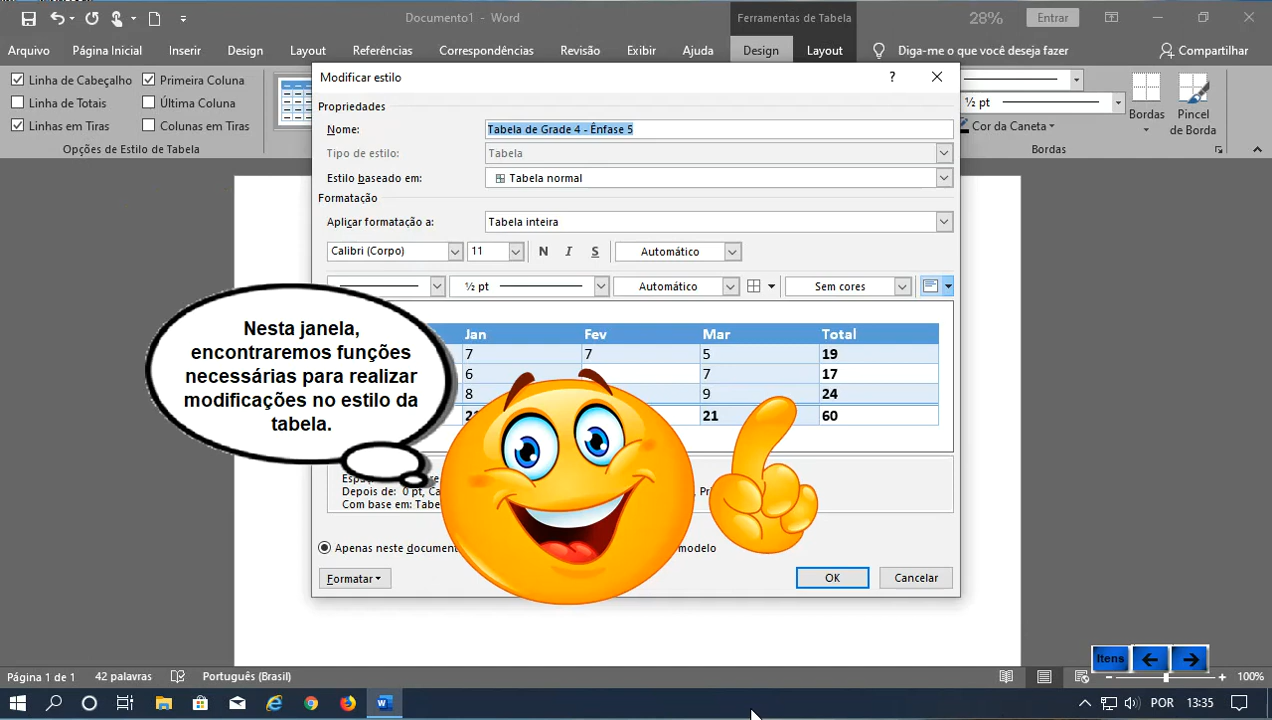 Documento1 - Word
Ferramentas de Tabela
28%
Entrar
Arquivo Página Inicial Inserir Design Layout Referências Correspondências Revisão Exibir Ajuda Design Layout Diga-me o que você deseja fazer Compartilhar
Linha de Cabeçalho Primeira Coluna
Linha de Totais Última Coluna
Linhas em Tiras Colunas em Tiras
Opções de Estilo de Tabela
½ pt
Cor da Caneta
Bordas
Pincel
de Borda
Bordas
Modificar estilo
?
Propriedades
Nome: Tabela de Grade 4 - Ênfase 5
Tipo de estilo: Tabela
Estilo baseado em: Tabela normal
Formatação
Aplicar formatação a: Tabela inteira
Calibri (Corpo) 11 N I S Automático
½ pt Automático Sem cores
Jan Fev Mar Total
7 7 5 19
6 7 17
8 9 24
21 60
Nesta janela,
encontraremos funções
necessárias para realizar
modificações no estilo da
tabela.
Depois de: 0 pt,
Com base em:
Apenas neste
modelo
Formatar
OK
Cancelar
Itens
Página 1 de 1 42 palavras Português (Brasil) 100%
POR 13:35